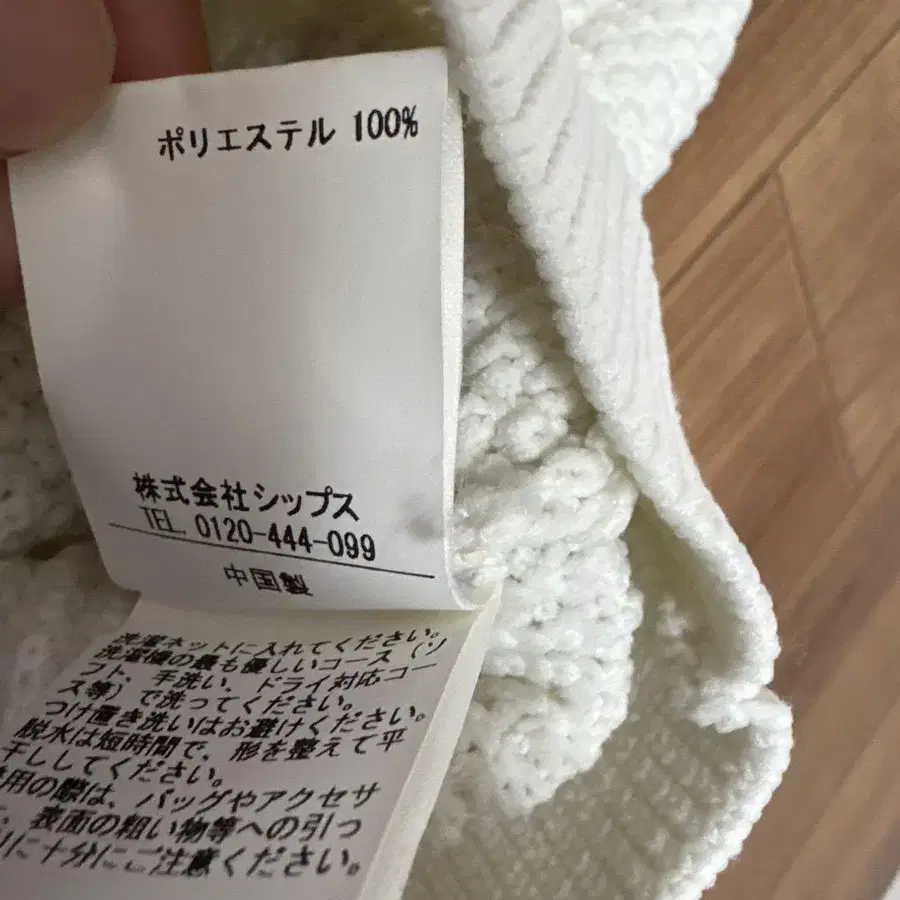 ポリエステル 100%
株式会社シップス
TEL 0120-444-099
中国製
洗濯ネットに入れてください。
洗濯機の最も優しいコース（ソ
フト、手洗い、ドライ対応コー
ス等）で洗ってください。
つけ置き洗いはお避けください。
脱水は短時間で、形を整えて平
干ししてください。
用の際は、バッグやアクセサ
、表面の粗い物等への引っ
りに十分にご注意ください。